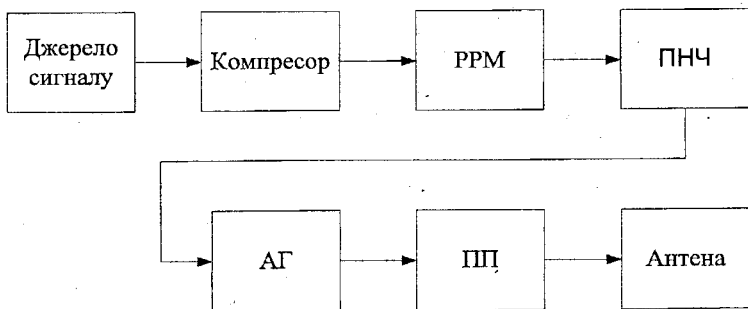 Джерело
сигналу
Компресор
РРМ
ПНЧ
АГ
ПП
Антена